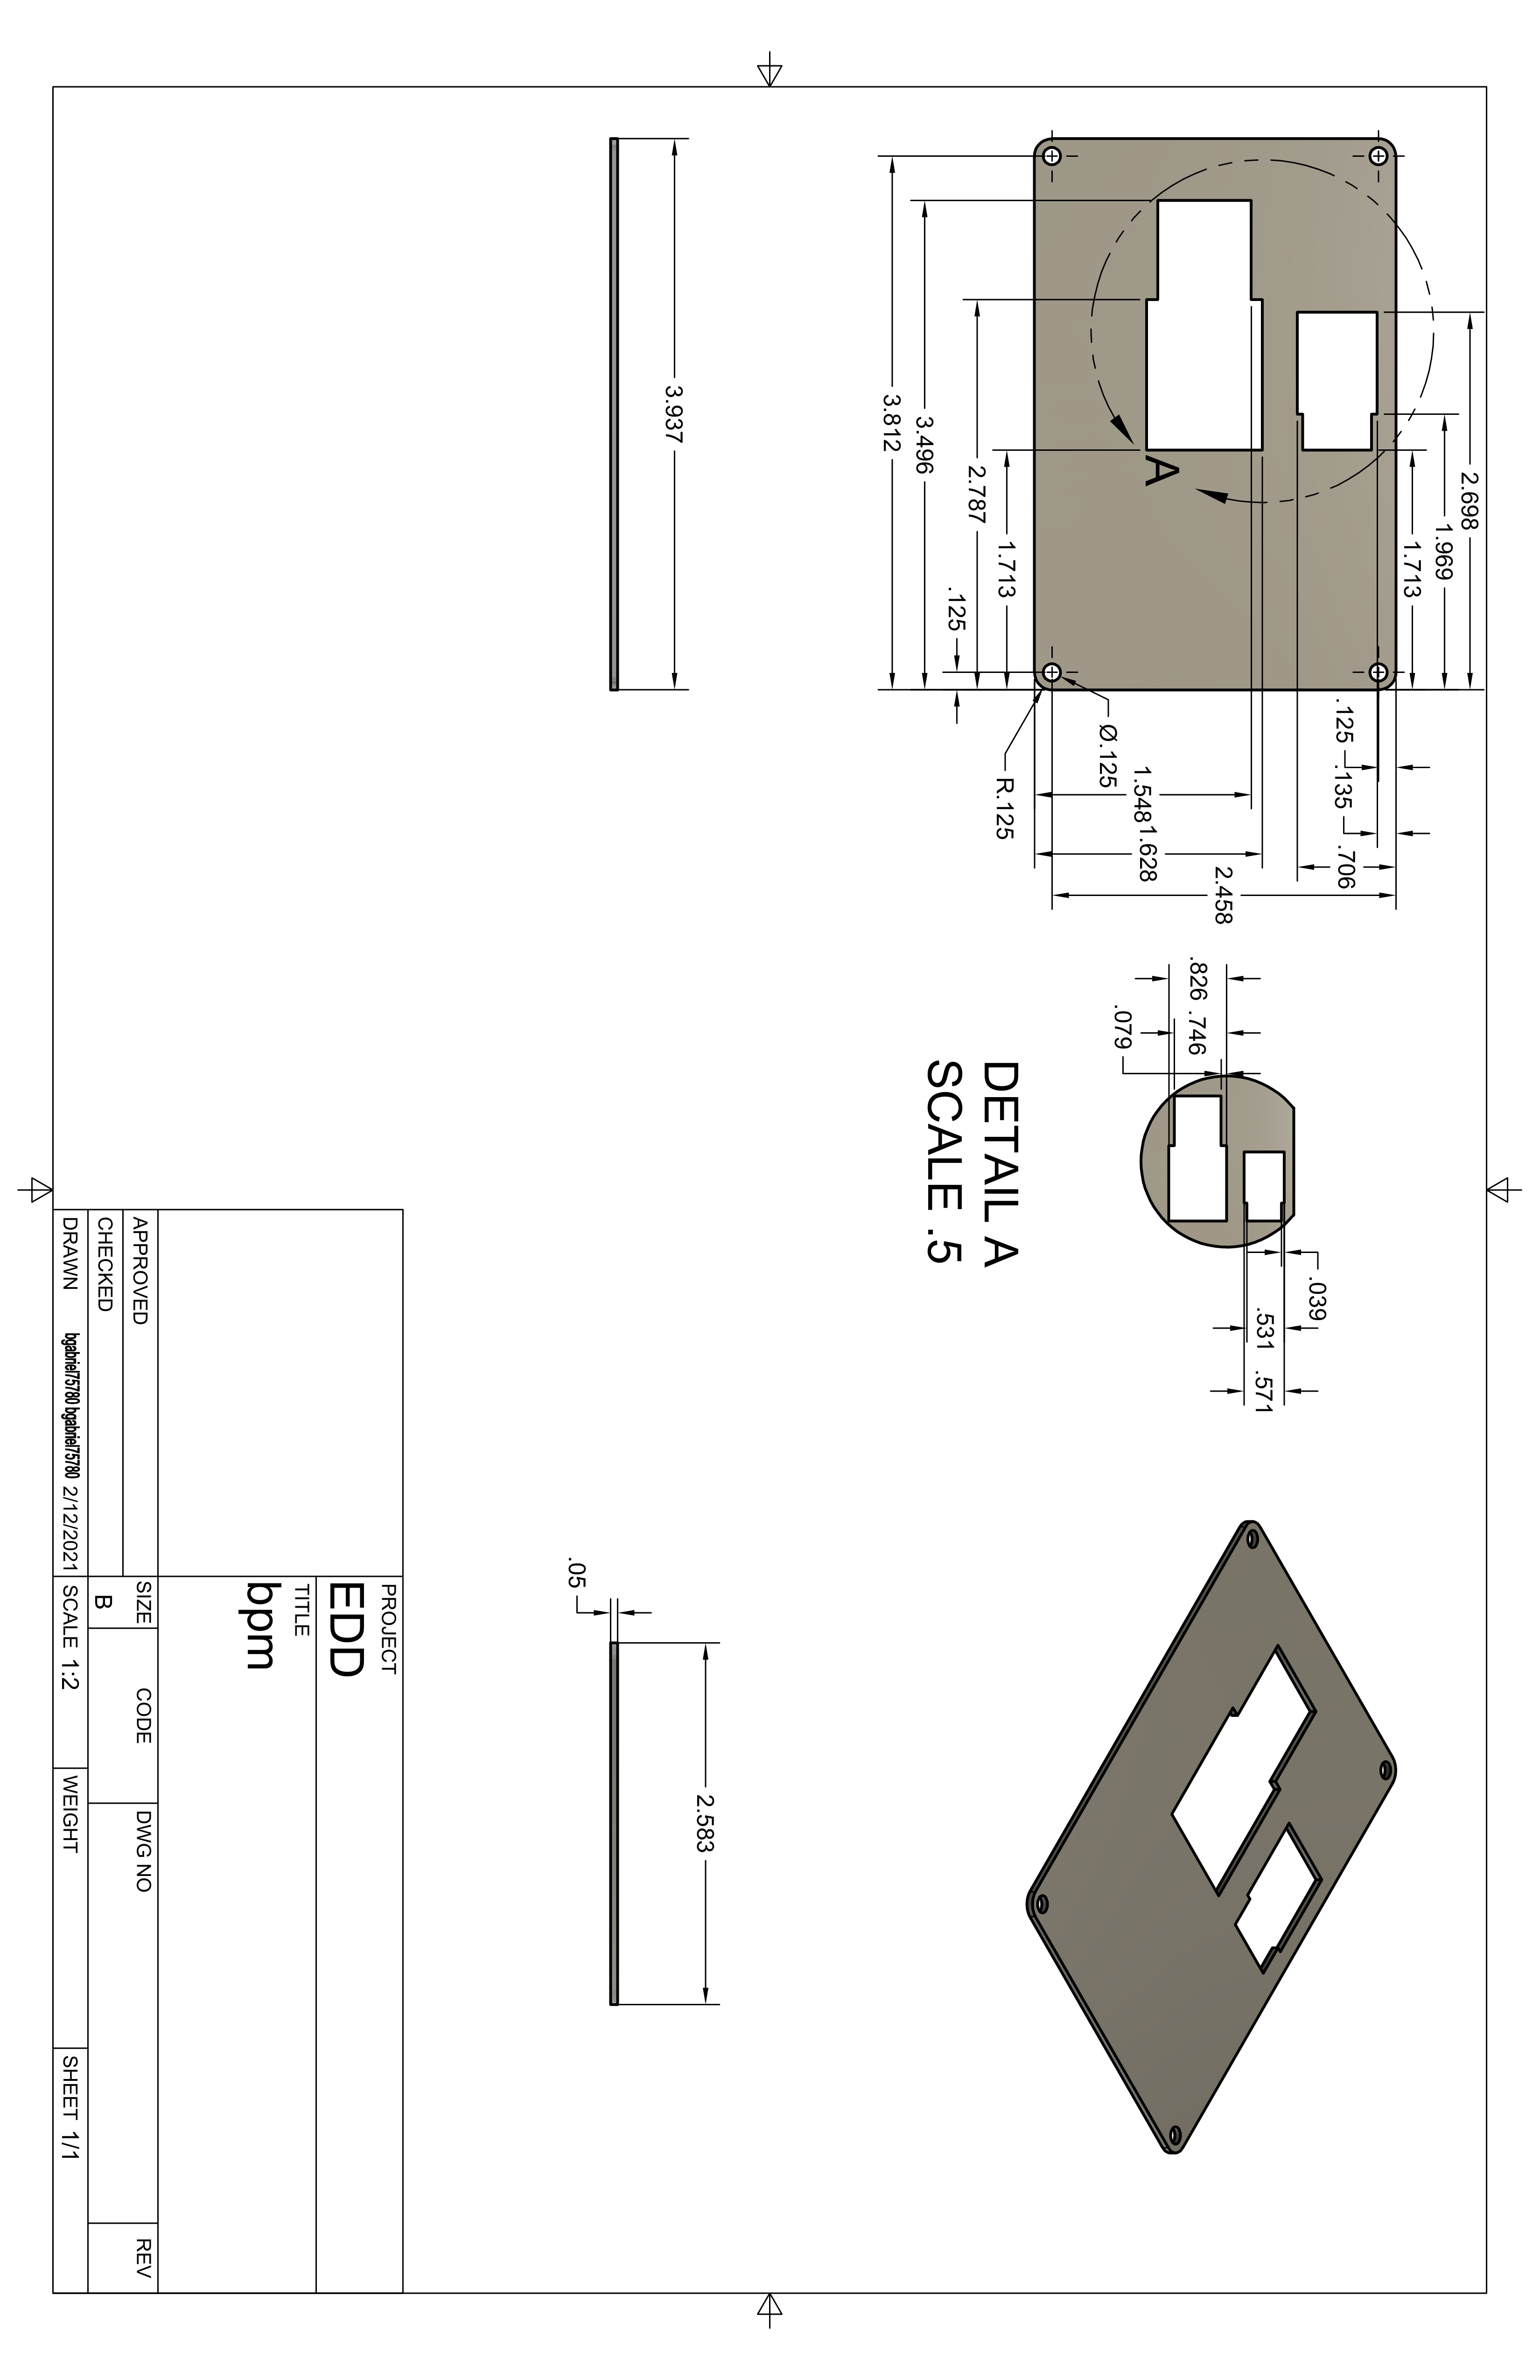 2.698
1.969
1.713
.125
.135
.706
2.458
1.548
1.628
Ø.125
R.125
A
.125
1.713
2.787
3.496
3.812
3.937
.039
.531
.571
.826
.746
.079
DETAIL A
SCALE .5
.05
2.583
PROJECT
EDD
TITLE
bpm
APPROVED
CHECKED
DRAWN bgabriel75780 bgabriel75780 2/12/2021
SIZE
B
CODE
DWG NO
REV
SCALE 1:2
WEIGHT
SHEET 1/1